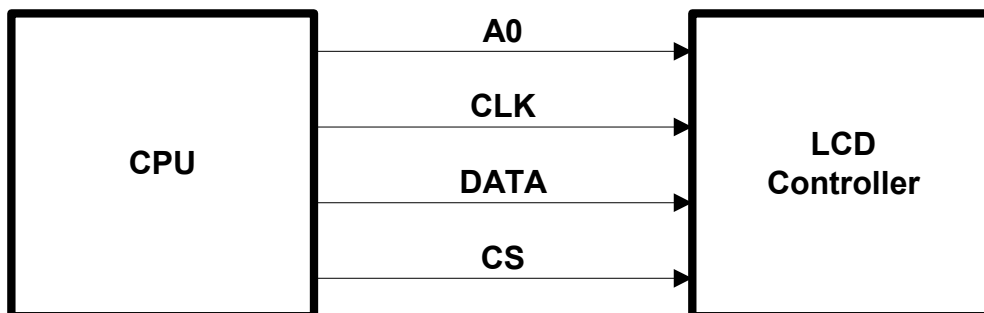 A0
CLK
CPU
DATA
CS
LCD
Controller